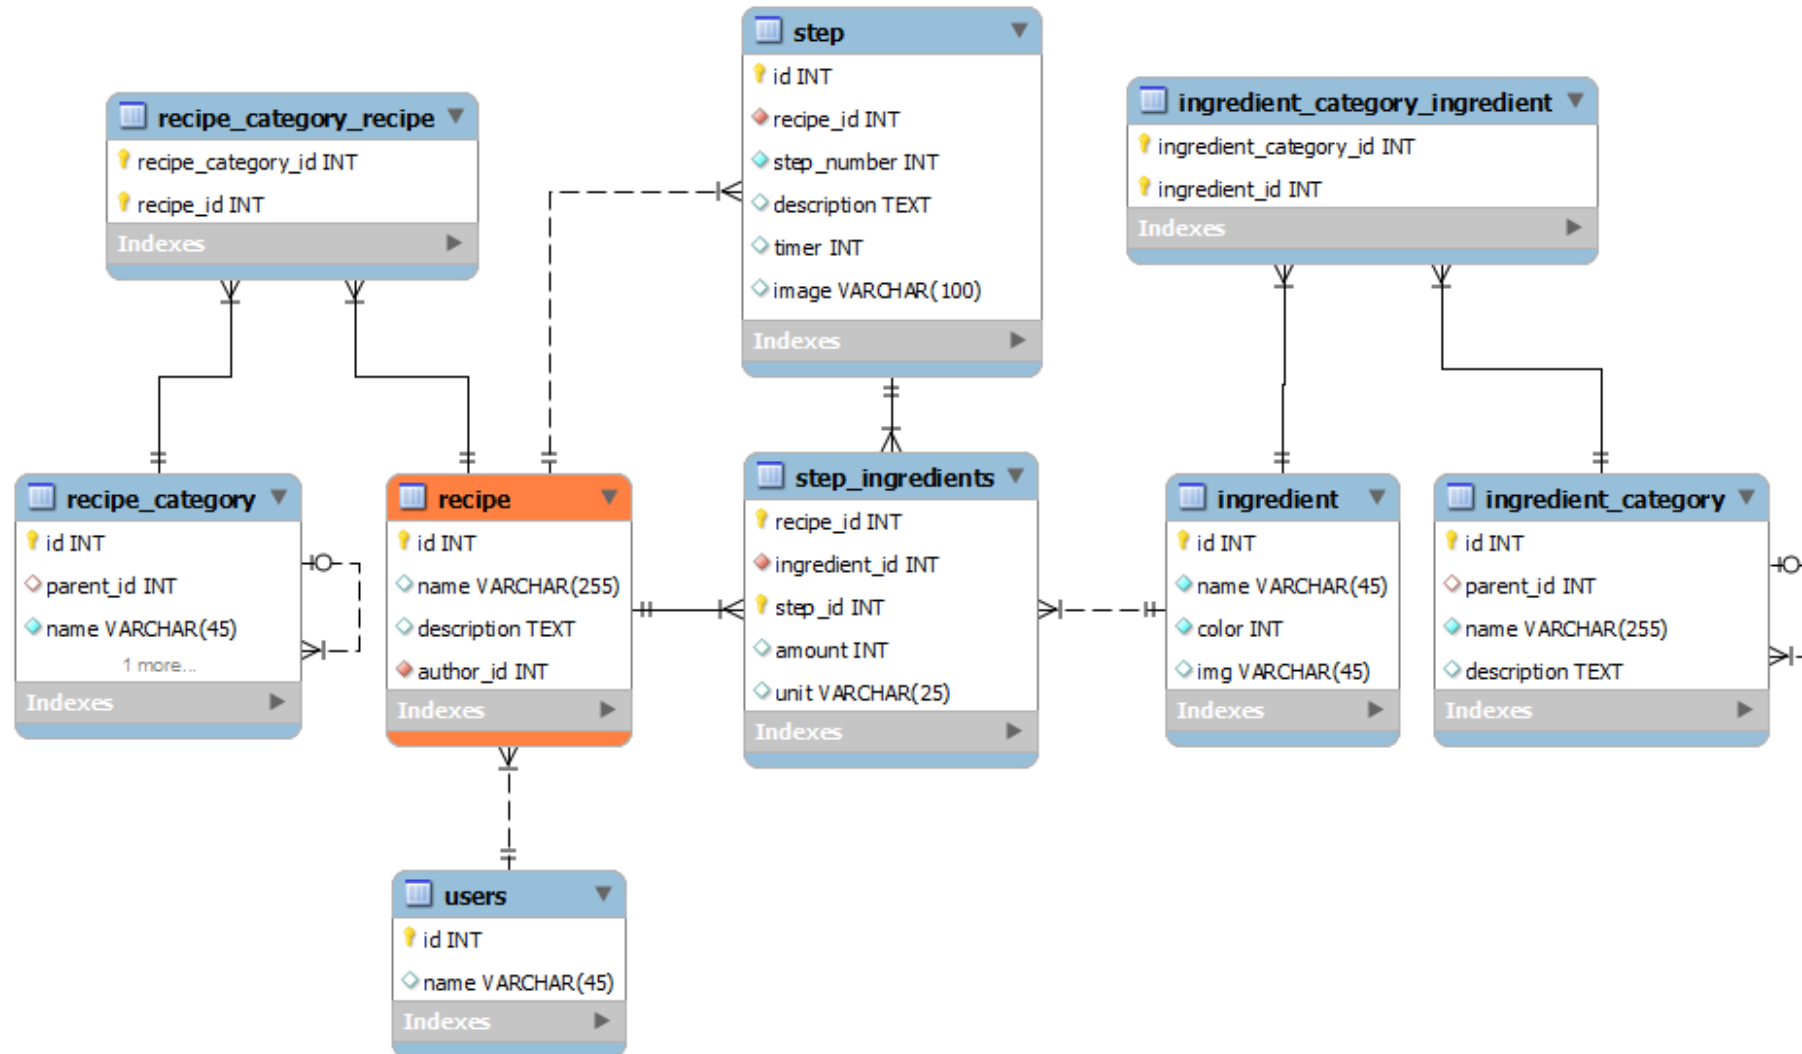 step
id INT
recipe_id INT
step_number INT
description TEXT
timer INT
image VARCHAR(100)
Indexes
recipe_category_recipe
recipe_category_id INT
recipe_id INT
Indexes
ingredient_category_ingredient
ingredient_category_id INT
ingredient_id INT
Indexes
recipe_category
id INT
parent_id INT
name VARCHAR(45)
1 more...
Indexes
recipe
id INT
name VARCHAR(255)
description TEXT
author_id INT
Indexes
step_ingredients
recipe_id INT
ingredient_id INT
step_id INT
amount INT
unit VARCHAR(25)
Indexes
ingredient
id INT
name VARCHAR(45)
color INT
img VARCHAR(45)
Indexes
ingredient_category
id INT
parent_id INT
name VARCHAR(255)
description TEXT
Indexes
users
id INT
name VARCHAR(45)
Indexes